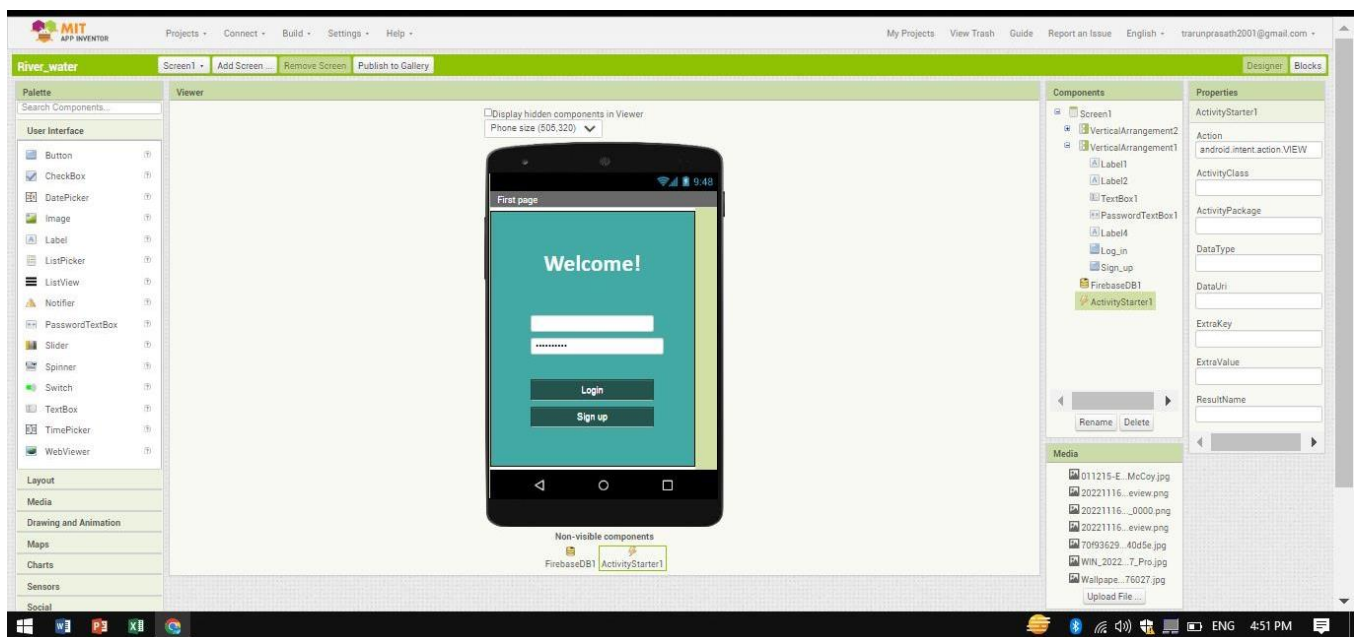 MIT
APP INVENTOR
Projects
Connect
Build
Settings
Help
My Projects
View Trash
Guide
Report an Issue
English
trarunprasath2001@gmail.com
River_water
Screen1
Add Screen ...
Remove Screen
Publish to Gallery
Designer
Blocks
Palette
Search Components...
User Interface
Button
CheckBox
DatePicker
Image
Label
ListPicker
ListView
Notifier
PasswordTextBox
Slider
Spinner
Switch
TextBox
TimePicker
WebViewer
Layout
Media
Drawing and Animation
Maps
Charts
Sensors
Social
Viewer
Display hidden components in Viewer
Phone size (505,320)
9:48
First page
Welcome!
••••••••••
Login
Sign up
Non-visible components
FirebaseDB1
ActivityStarter1
Components
Screen1
VerticalArrangement2
VerticalArrangement1
Label1
Label2
TextBox1
PasswordTextBox1
Label4
Log_in
Sign_up
FirebaseDB1
ActivityStarter1
Rename
Delete
Media
011215-E...McCoy.jpg
20221116...eview.png
20221116..._0000.png
20221116...eview.png
70f93629...40d5e.jpg
WIN_2022...7_Pro.jpg
Wallpape...76027.jpg
Upload File ...
Properties
ActivityStarter1
Action
android.intent.action.VIEW
ActivityClass
ActivityPackage
DataType
DataUri
ExtraKey
ExtraValue
ResultName
ENG
4:51 PM